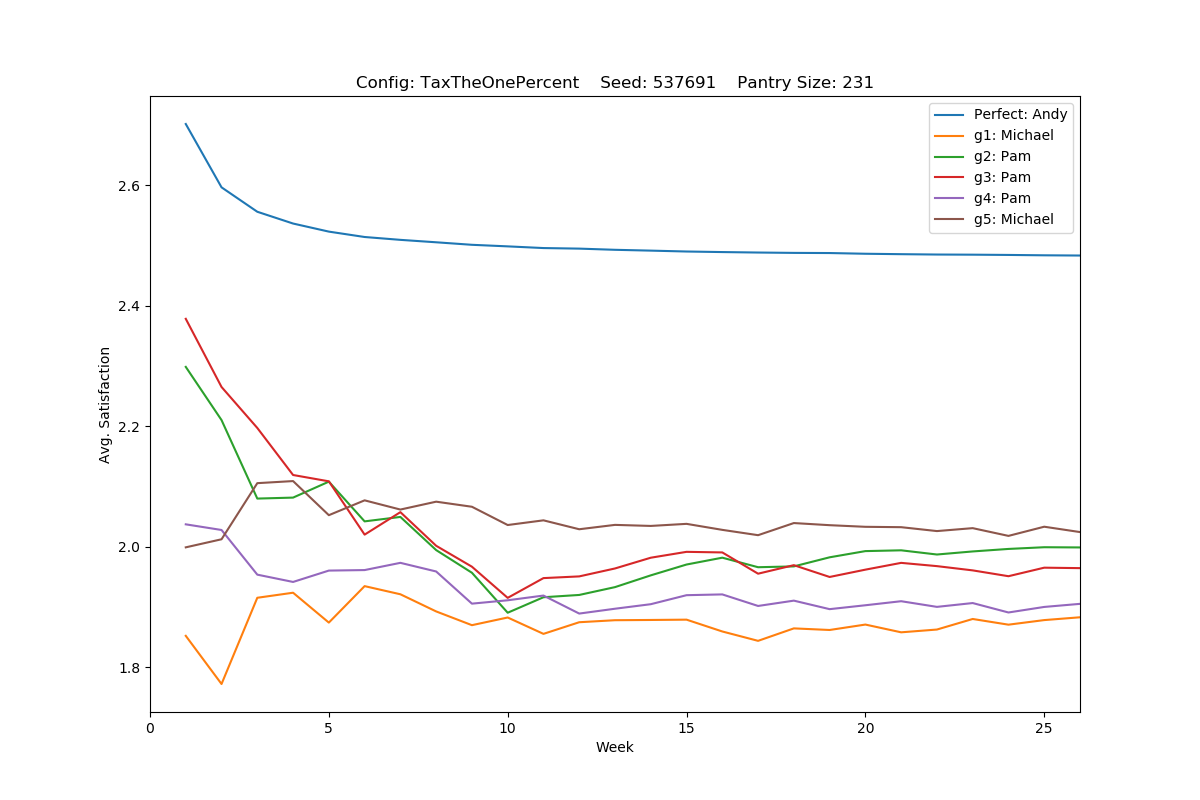 Config: TaxTheOnePercent    Seed: 537691    Pantry Size: 231
Perfect: Andy
g1: Michael
g2: Pam
g3: Pam
g4: Pam
g5: Michael
2.6
2.4
2.2
2.0
1.8
Avg. Satisfaction
0 5 10 15 20 25
Week